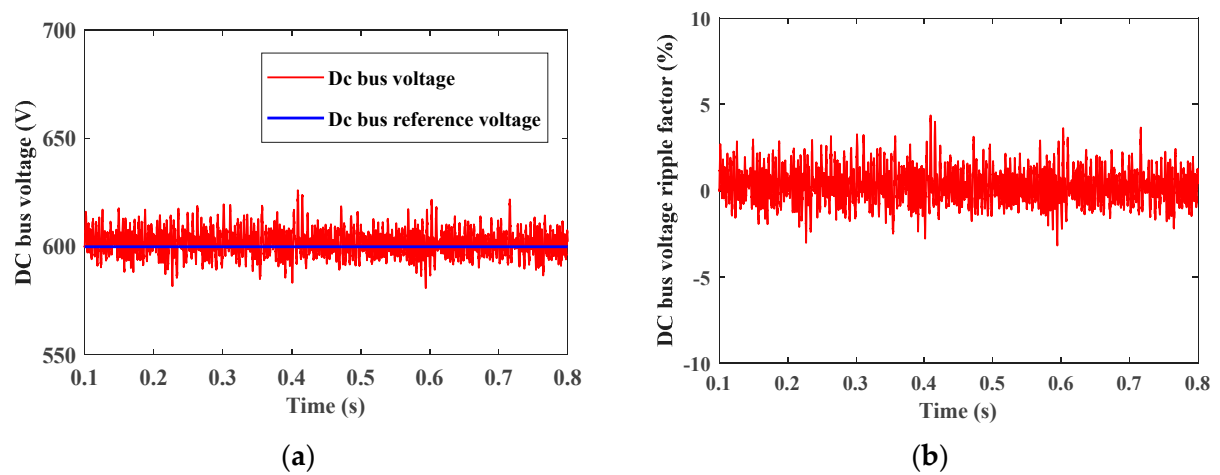 700
650
600
550
DC bus voltage (V)
Dc bus voltage
Dc bus reference voltage
0.1 0.2 0.3 0.4 0.5 0.6 0.7 0.8
Time (s)
(a)
10
5
0
-5
-10
DC bus voltage ripple factor (%)
0.1 0.2 0.3 0.4 0.5 0.6 0.7 0.8
Time (s)
(b)